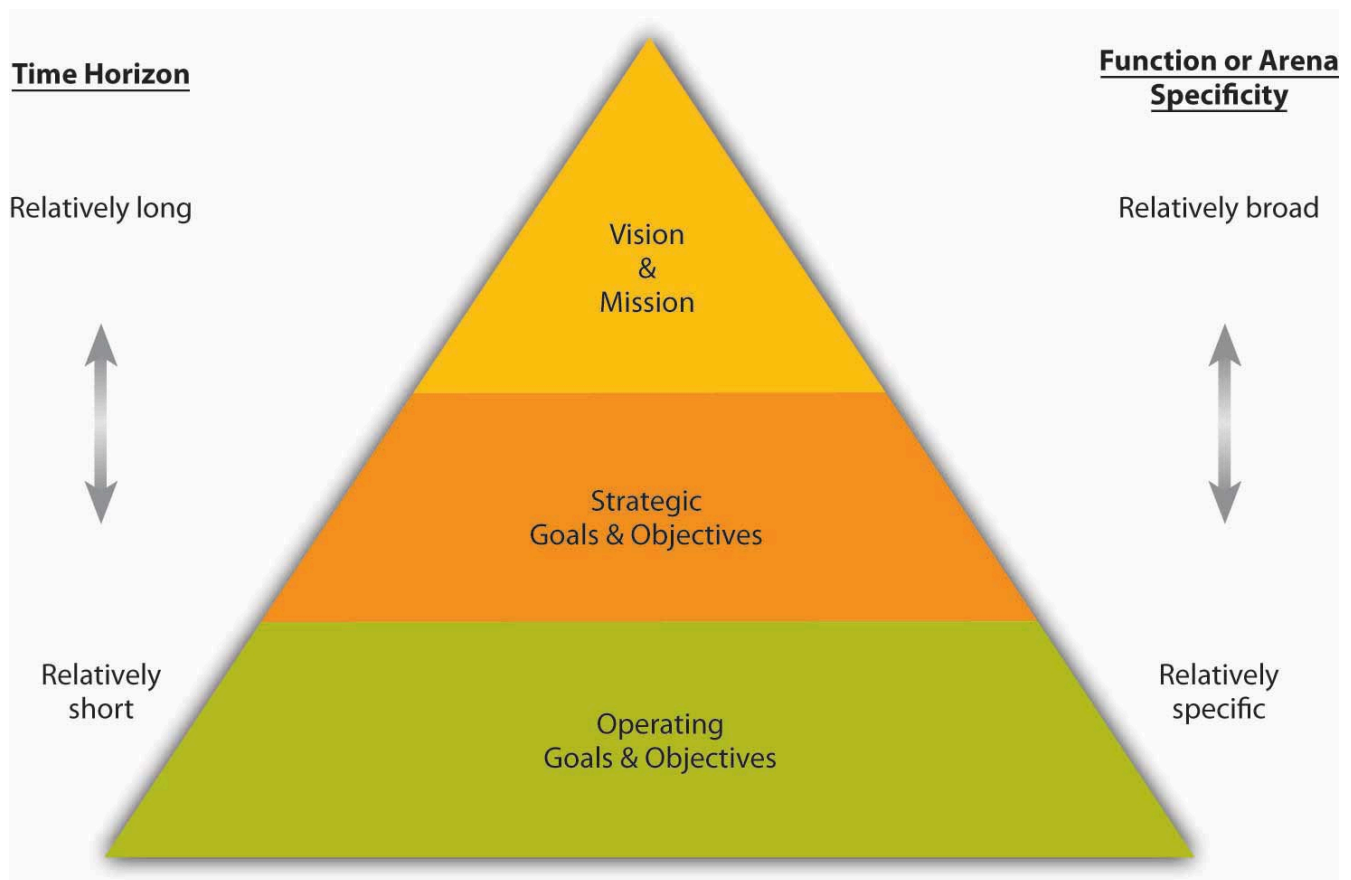 Time Horizon
Function or Arena
Specificity
Relatively long
Relatively broad
Vision
&
Mission
Strategic
Goals & Objectives
Relatively
short
Relatively
specific
Operating
Goals & Objectives